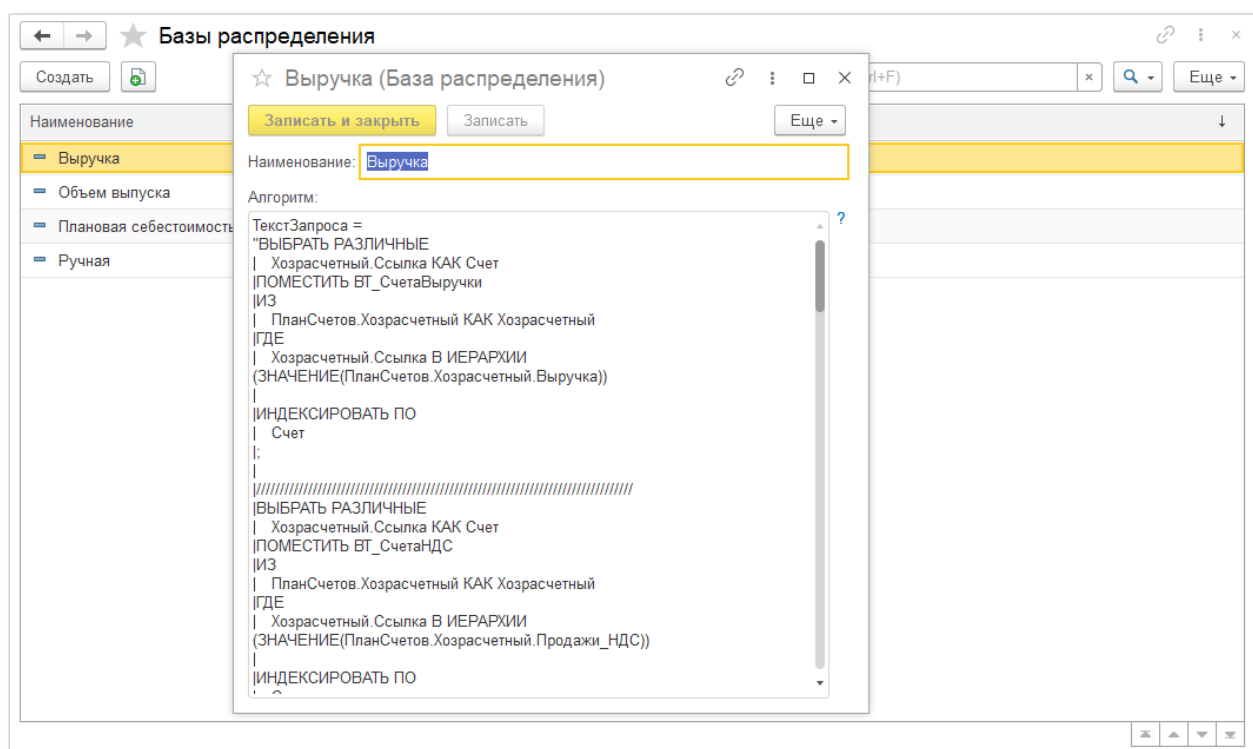 Базы распределения
Создать
rl+F)
Еще
Наименование
Выручка
Объем выпуска
Плановая себестоимость
Ручная
Выручка (База распределения)
Записать и закрыть
Записать
Еще
Наименование: Выручка
Алгоритм:
?
ТекстЗапроса =
"ВЫБРАТЬ РАЗЛИЧНЫЕ
| Хозрасчетный.Ссылка КАК Счет
|ПОМЕСТИТЬ ВТ_СчетаВыручки
|ИЗ
| ПланСчетов.Хозрасчетный КАК Хозрасчетный
|ГДЕ
| Хозрасчетный.Ссылка В ИЕРАРХИИ
(ЗНАЧЕНИЕ(ПланСчетов.Хозрасчетный.Выручка))
|
|ИНДЕКСИРОВАТЬ ПО
| Счет
|;
|
|////////////////////////////////////////////////////////////////////////////////
|ВЫБРАТЬ РАЗЛИЧНЫЕ
| Хозрасчетный.Ссылка КАК Счет
|ПОМЕСТИТЬ ВТ_СчетаНДС
|ИЗ
| ПланСчетов.Хозрасчетный КАК Хозрасчетный
|ГДЕ
| Хозрасчетный.Ссылка В ИЕРАРХИИ
(ЗНАЧЕНИЕ(ПланСчетов.Хозрасчетный.Продажи_НДС))
|
|ИНДЕКСИРОВАТЬ ПО